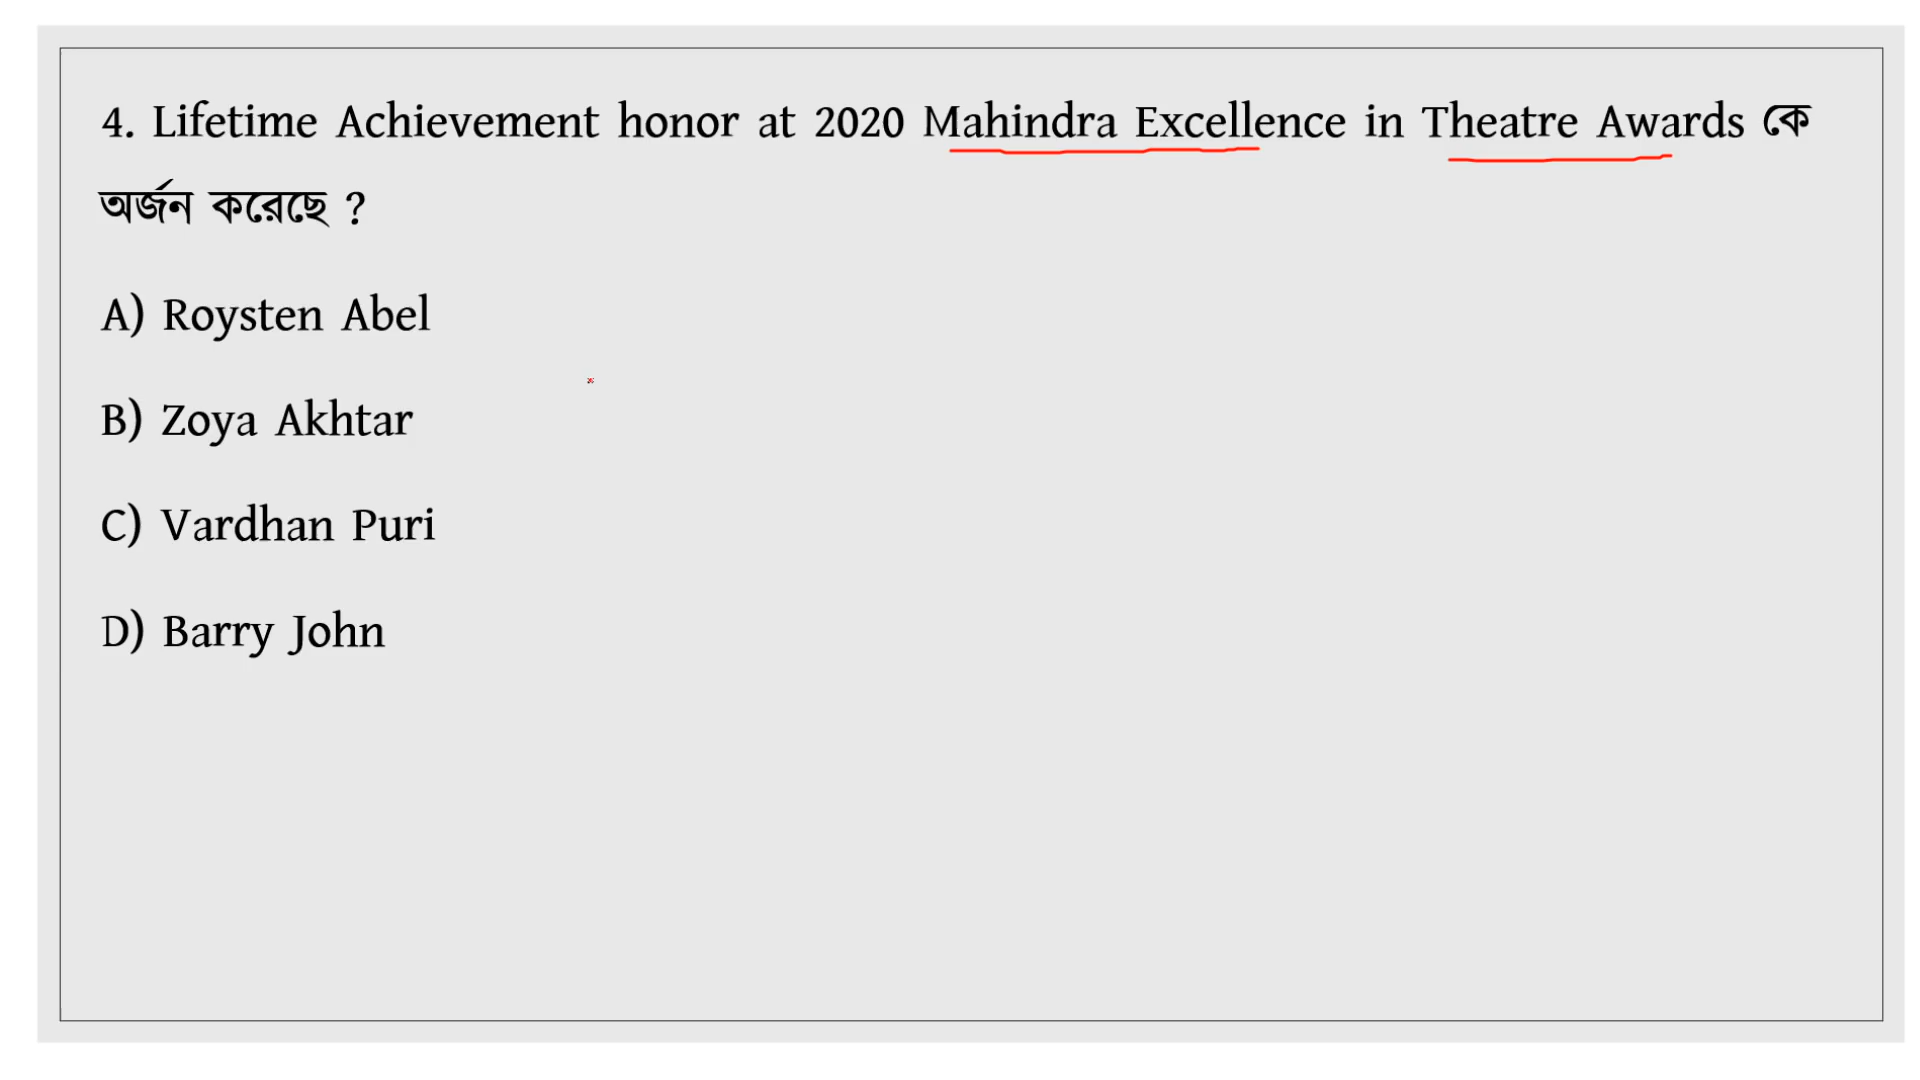 4. Lifetime Achievement honor at 2020 Mahindra Excellence in Theatre Awards কে
অর্জন করেছে ?
A) Roysten Abel
B) Zoya Akhtar
C) Vardhan Puri
D) Barry John